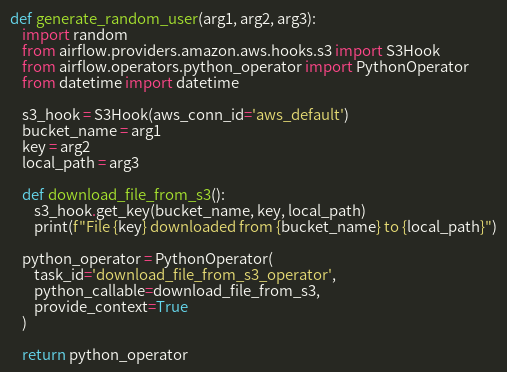 def generate_random_user(arg1, arg2, arg3):
    import random
    from airflow.providers.amazon.aws.hooks.s3 import S3Hook
    from airflow.operators.python_operator import PythonOperator
    from datetime import datetime

    s3_hook = S3Hook(aws_conn_id='aws_default')
    bucket_name = arg1
    key = arg2
    local_path = arg3

    def download_file_from_s3():
        s3_hook.get_key(bucket_name, key, local_path)
        print(f"File {key} downloaded from {bucket_name} to {local_path}")

    python_operator = PythonOperator(
        task_id='download_file_from_s3_operator',
        python_callable=download_file_from_s3,
        provide_context=True
    )

    return python_operator